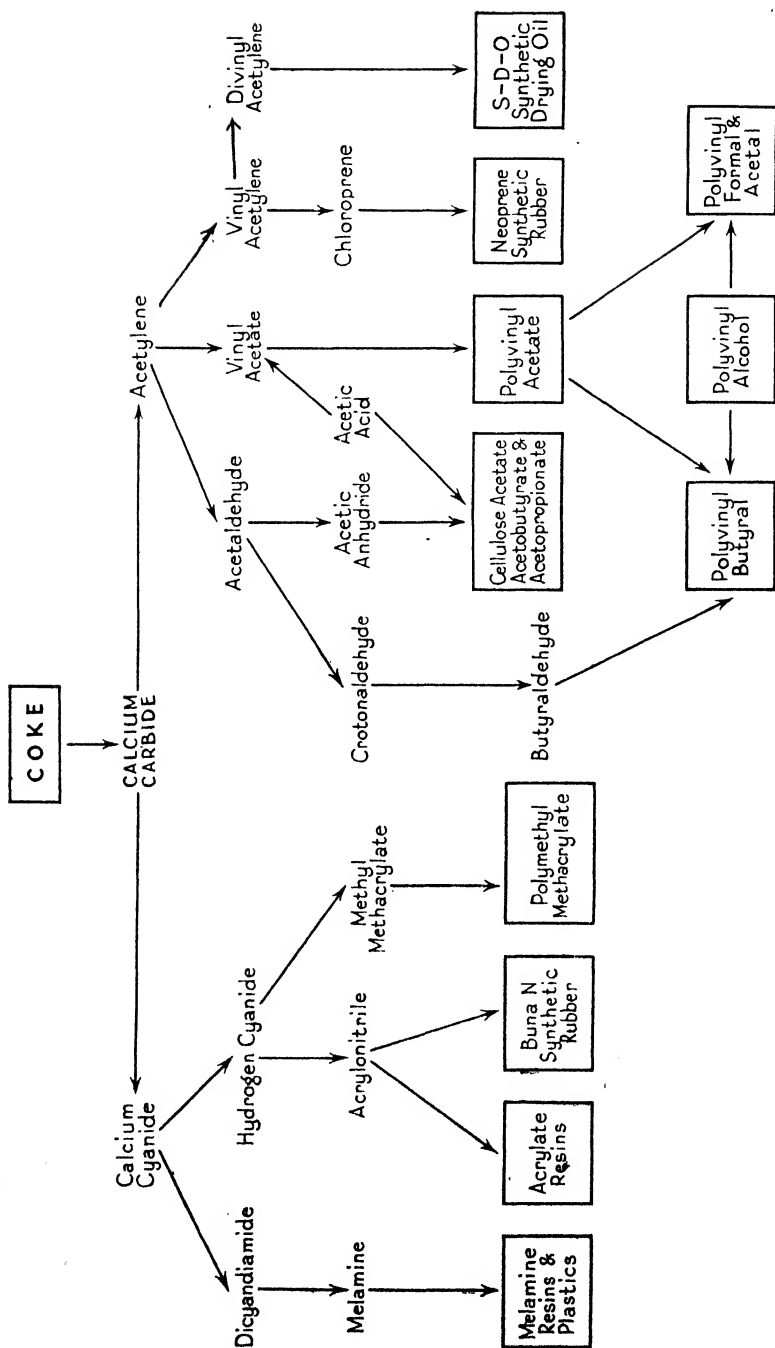 COKE
CALCIUM
CARBIDE
Calcium
Cyanide
Acetylene
Dicyandiamide
Hydrogen Cyanide
Acetaldehyde
Vinyl
Acetate
Vinyl
Acetylene
Divinyl
Acetylene
Melamine
Acrylonitrile
Methyl
Methacrylate
Crotonaldehyde
Acetic
Anhydride
Acetic
Acid
Chloroprene
Melamine
Resins &
Plastics
Acrylate
Resins
Buna N
Synthetic
Rubber
Polymethyl
Methacrylate
Butyraldehyde
Cellulose Acetate
Acetobutyrate &
Acetopropionate
Polyvinyl
Acetate
Neoprene
Synthetic
Rubber
S-D-O
Synthetic
Drying Oil
Polyvinyl
Butyral
Polyvinyl
Alcohol
Polyvinyl
Formal &
Acetal